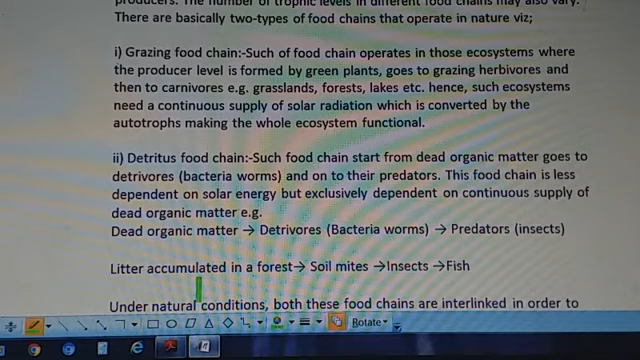 producers. The number of trophic levels in different food chains may also vary.
There are basically two-types of food chains that operate in nature viz;
i) Grazing food chain:-Such of food chain operates in those ecosystems where
the producer level is formed by green plants, goes to grazing herbivores and
then to carnivores e.g. grasslands, forests, lakes etc. hence, such ecosystems
need a continuous supply of solar radiation which is converted by the
autotrophs making the whole ecosystem functional.
ii) Detritus food chain:-Such food chain start from dead organic matter goes to
detrivores (bacteria worms) and on to their predators. This food chain is less
dependent on solar energy but exclusively dependent on continuous supply of
dead organic matter e.g.
Dead organic matter → Detrivores (Bacteria worms) → Predators (insects)
Litter accumulated in a forest→ Soil mites →Insects →Fish
Under natural conditions, both these food chains are interlinked in order to
Rotate